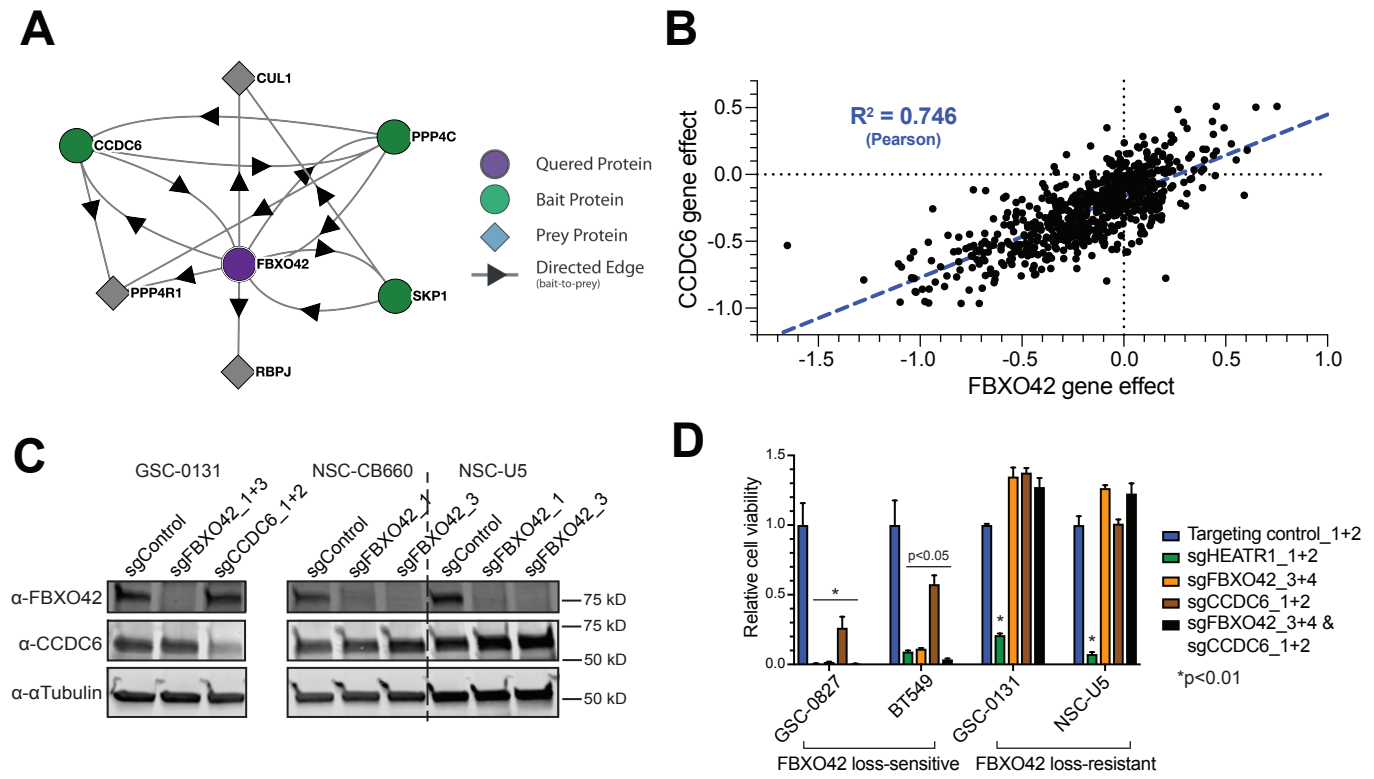 A
CUL1
CCDC6
PPP4C
FBXO42
PPP4R1
SKP1
RBPJ
Quered Protein
Bait Protein
Prey Protein
Directed Edge
(bait-to-prey)
B
R² = 0.746
(Pearson)
CCDC6 gene effect
0.5
0.0
-0.5
-1.0
-1.5
-1.0
-0.5
0.0
0.5
1.0
FBXO42 gene effect
C
GSC-0131
NSC-CB660
NSC-U5
sgControl
sgFBXO42_1+3
sgCCDC6_1+2
sgControl
sgFBXO42_1
sgFBXO42_3
sgControl
sgFBXO42_1
sgFBXO42_3
α-FBXO42
α-CCDC6
α-αTubulin
75 kD
75 kD
50 kD
50 kD
D
Relative cell viability
1.5
1.0
0.5
0.0
*
p<0.05
*
*
GSC-0827
BT549
GSC-0131
NSC-U5
FBXO42 loss-sensitive
FBXO42 loss-resistant
Targeting control_1+2
sgHEATR1_1+2
sgFBXO42_3+4
sgCCDC6_1+2
sgFBXO42_3+4 &
sgCCDC6_1+2
*p<0.01